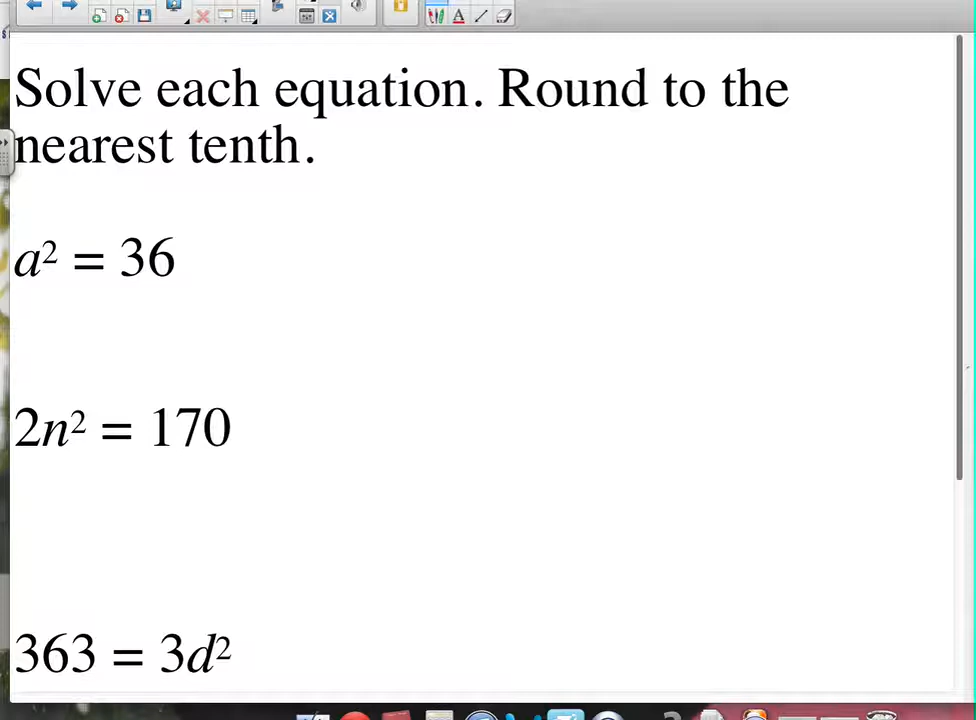 Solve each equation. Round to the
nearest tenth.
a² = 36
2n² = 170
363 = 3d²